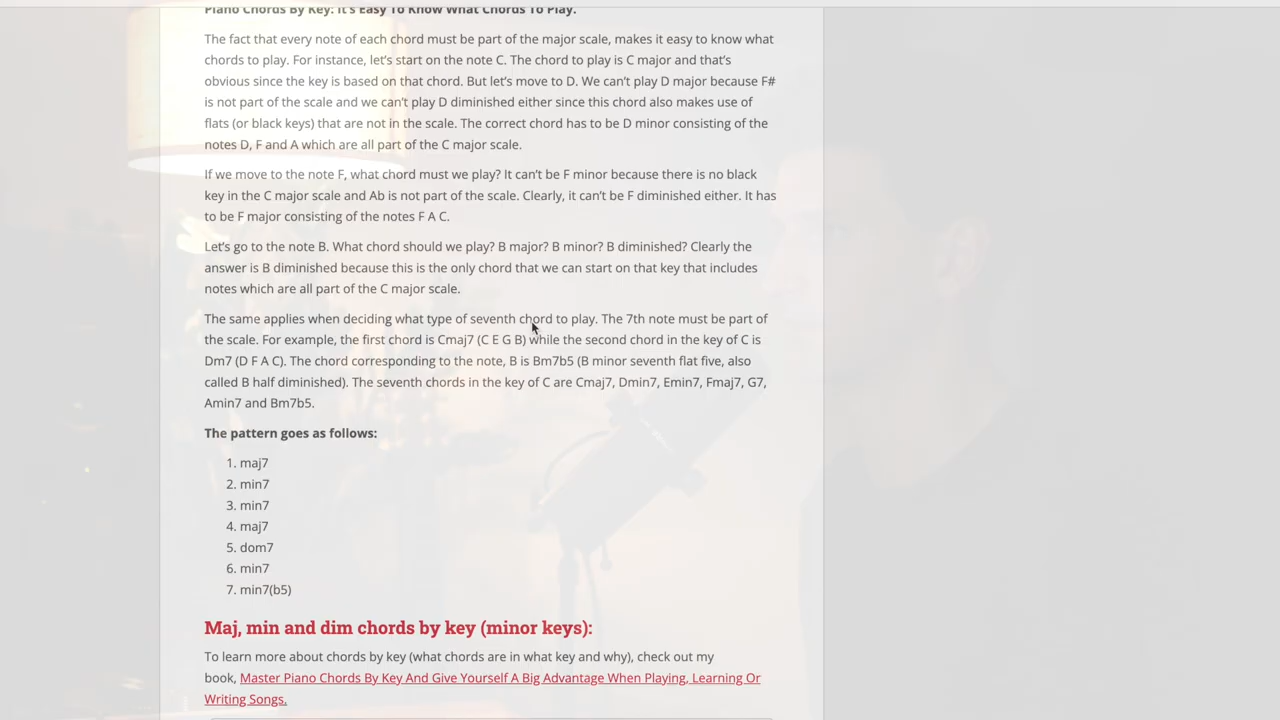 Piano Chords By Key: It's Easy To Know What Chords To Play.
The fact that every note of each chord must be part of the major scale, makes it easy to know what
chords to play. For instance, let's start on the note C. The chord to play is C major and that's
obvious since the key is based on that chord. But let's move to D. We can't play D major because F#
is not part of the scale and we can't play D diminished either since this chord also makes use of
flats (or black keys) that are not in the scale. The correct chord has to be D minor consisting of the
notes D, F and A which are all part of the C major scale.
If we move to the note F, what chord must we play? It can't be F minor because there is no black
key in the C major scale and Ab is not part of the scale. Clearly, it can't be F diminished either. It has
to be F major consisting of the notes F A C.
Let's go to the note B. What chord should we play? B major? B minor? B diminished? Clearly the
answer is B diminished because this is the only chord that we can start on that key that includes
notes which are all part of the C major scale.
The same applies when deciding what type of seventh chord to play. The 7th note must be part of
the scale. For example, the first chord is Cmaj7 (C E G B) while the second chord in the key of C is
Dm7 (D F A C). The chord corresponding to the note, B is Bm7b5 (B minor seventh flat five, also
called B half diminished). The seventh chords in the key of C are Cmaj7, Dmin7, Emin7, Fmaj7, G7,
Amin7 and Bm7b5.
The pattern goes as follows:
1. maj7
2. min7
3. min7
4. maj7
5. dom7
6. min7
7. min7(b5)
Maj, min and dim chords by key (minor keys):
To learn more about chords by key (what chords are in what key and why), check out my
book, Master Piano Chords By Key And Give Yourself A Big Advantage When Playing, Learning Or
Writing Songs.